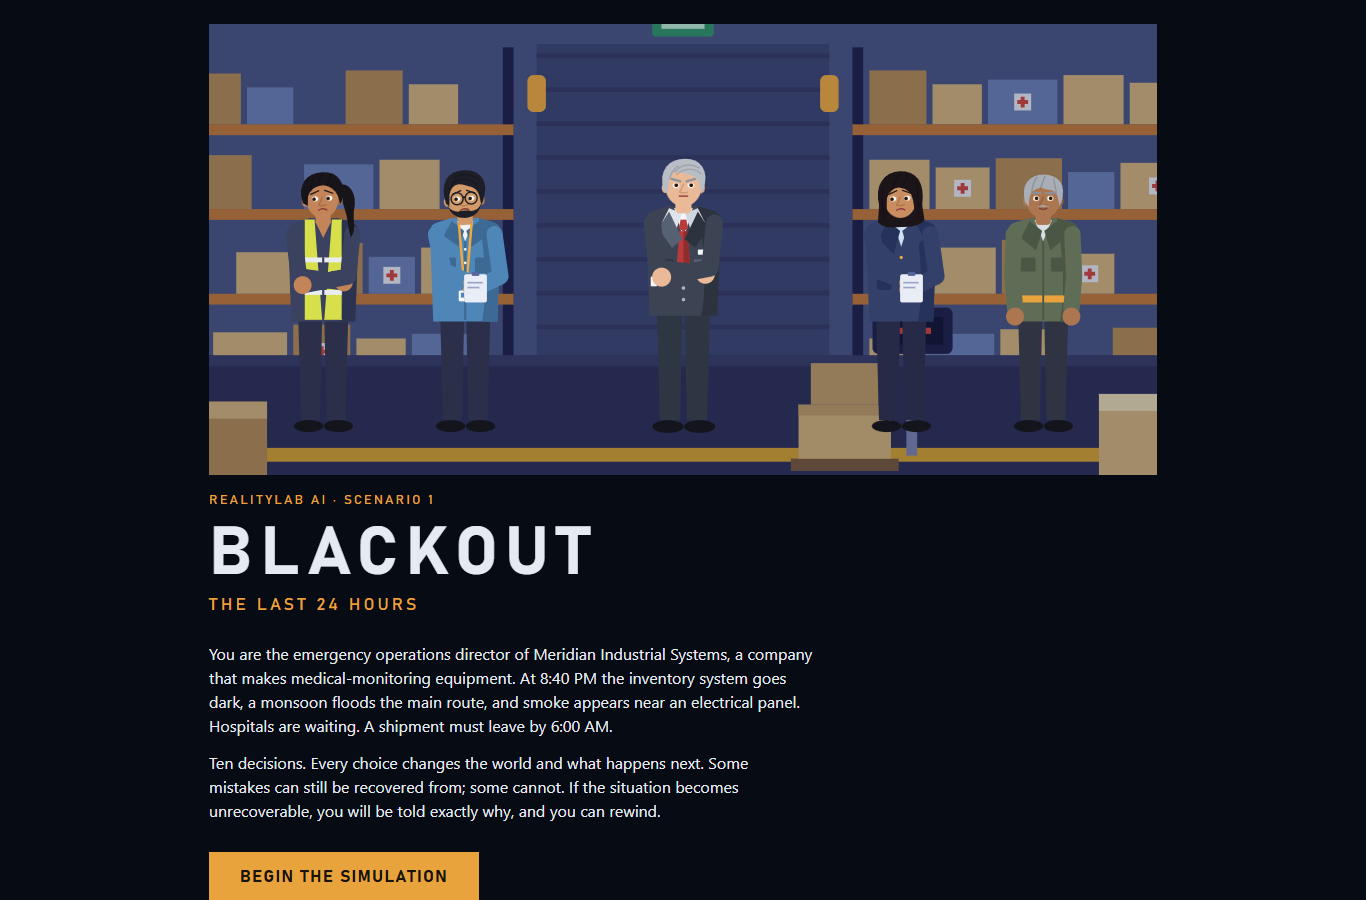 REALITYLAB AI · SCENARIO 1
BLACKOUT
THE LAST 24 HOURS
You are the emergency operations director of Meridian Industrial Systems, a company
that makes medical-monitoring equipment. At 8:40 PM the inventory system goes
dark, a monsoon floods the main route, and smoke appears near an electrical panel.
Hospitals are waiting. A shipment must leave by 6:00 AM.
Ten decisions. Every choice changes the world and what happens next. Some
mistakes can still be recovered from; some cannot. If the situation becomes
unrecoverable, you will be told exactly why, and you can rewind.
BEGIN THE SIMULATION